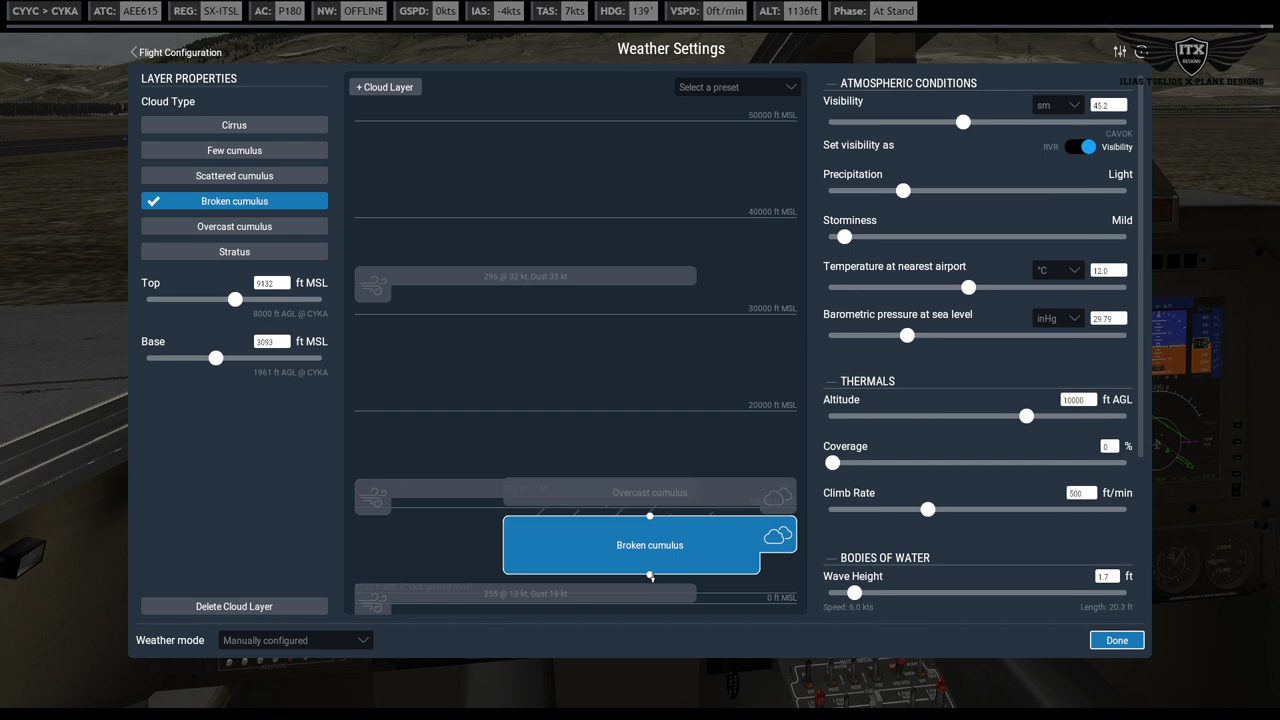 CYYC > CYKA ATC: AEE615 REG: SX-ITSL AC: P180 NW: OFFLINE GSPD: 0kts IAS: -4kts TAS: 7kts HDG: 139° VSPD: 0ft/min ALT: 1136ft Phase: At Stand
Flight Configuration
Weather Settings
ITX
DESIGNS
ILIAS TSELIOS X-PLANE DESIGNS
LAYER PROPERTIES
Cloud Type
Cirrus
Few cumulus
Scattered cumulus
Broken cumulus
Overcast cumulus
Stratus
Top 9132 ft MSL
8000 ft AGL @ CYKA
Base 3093 ft MSL
1961 ft AGL @ CYKA
Delete Cloud Layer
+ Cloud Layer
Select a preset
50000 ft MSL
40000 ft MSL
296 @ 32 kt, Gust 33 kt
30000 ft MSL
20000 ft MSL
Overcast cumulus
Broken cumulus
255 @ 13 kt, Gust 18 kt
0 ft MSL
ATMOSPHERIC CONDITIONS
Visibility sm 45.2
CAVOK
Set visibility as RVR Visibility
Precipitation Light
Storminess Mild
Temperature at nearest airport °C 12.0
Barometric pressure at sea level inHg 29.79
THERMALS
Altitude 10000 ft AGL
Coverage 0 %
Climb Rate 500 ft/min
BODIES OF WATER
Wave Height 1.7 ft
Speed: 6.0 kts Length: 20.3 ft
Weather mode Manually configured
Done